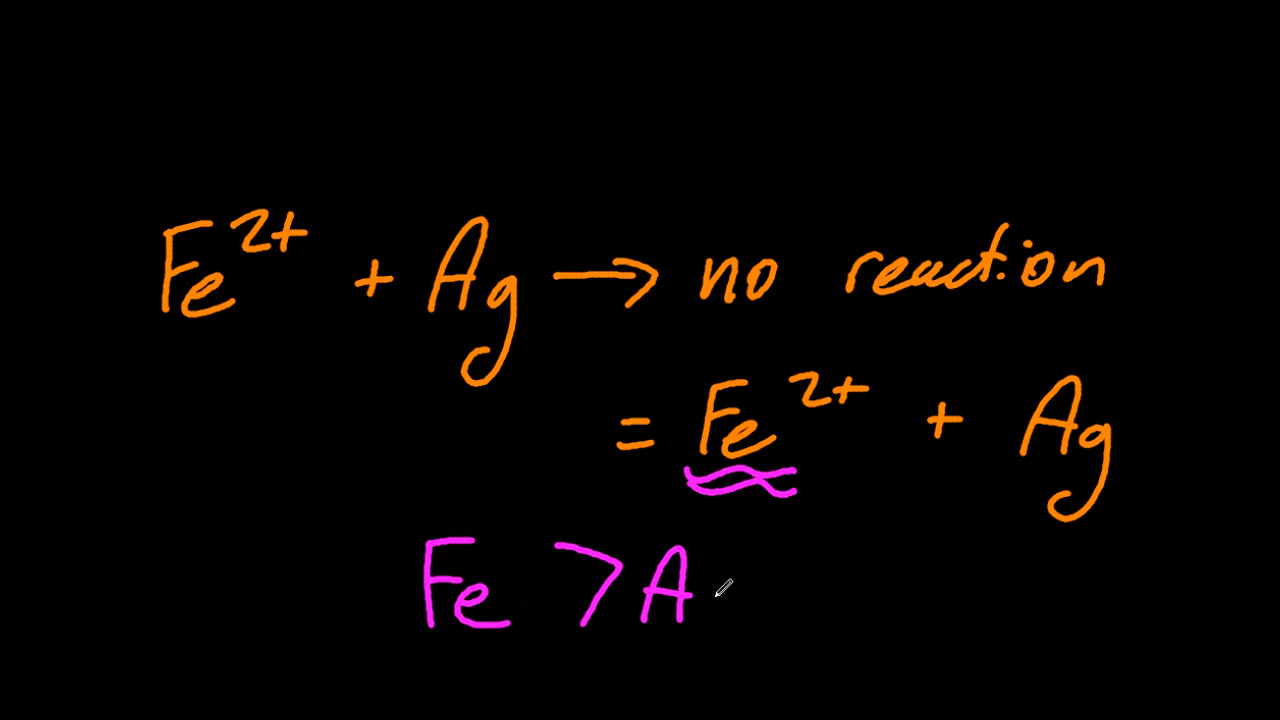 Fe²⁺ + Ag → no reaction
= Fe²⁺ + Ag
Fe > A